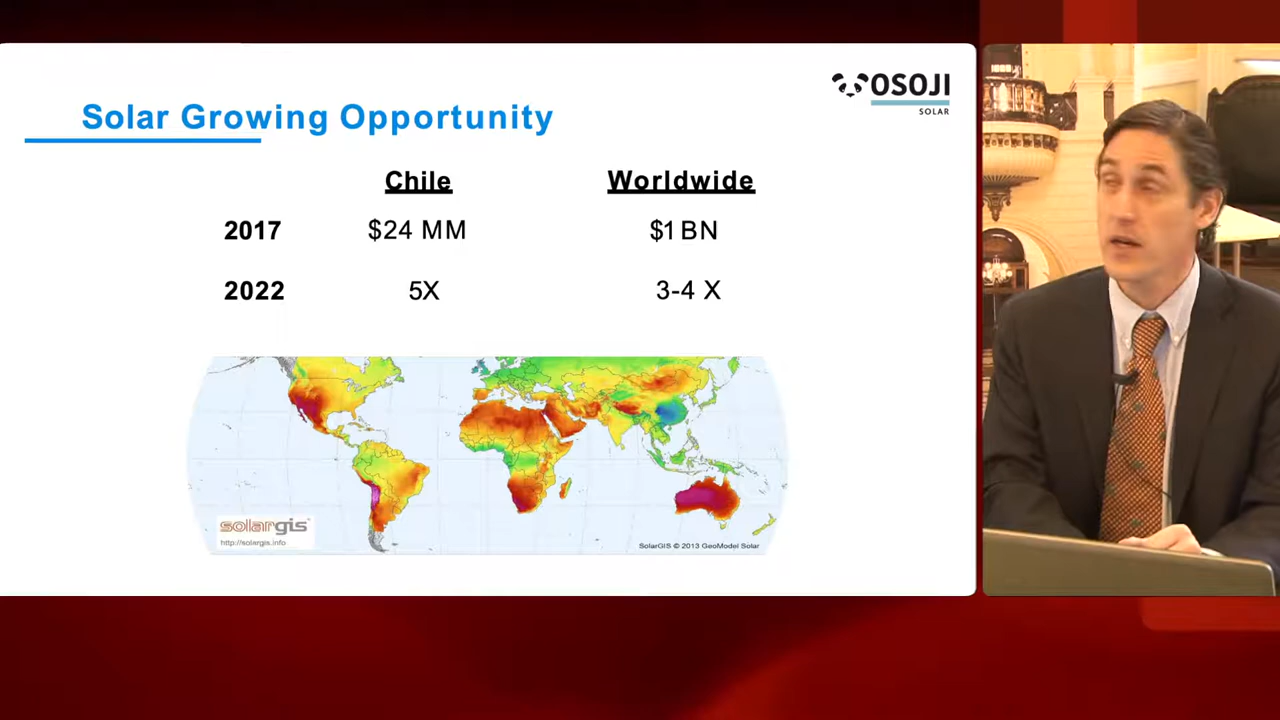 OSOJI
SOLAR
Solar Growing Opportunity
Chile Worldwide
2017 $24 MM $1 BN
2022 5X 3-4 X
solargis
http://solargis.info
SolarGIS © 2013 GeoModel Solar